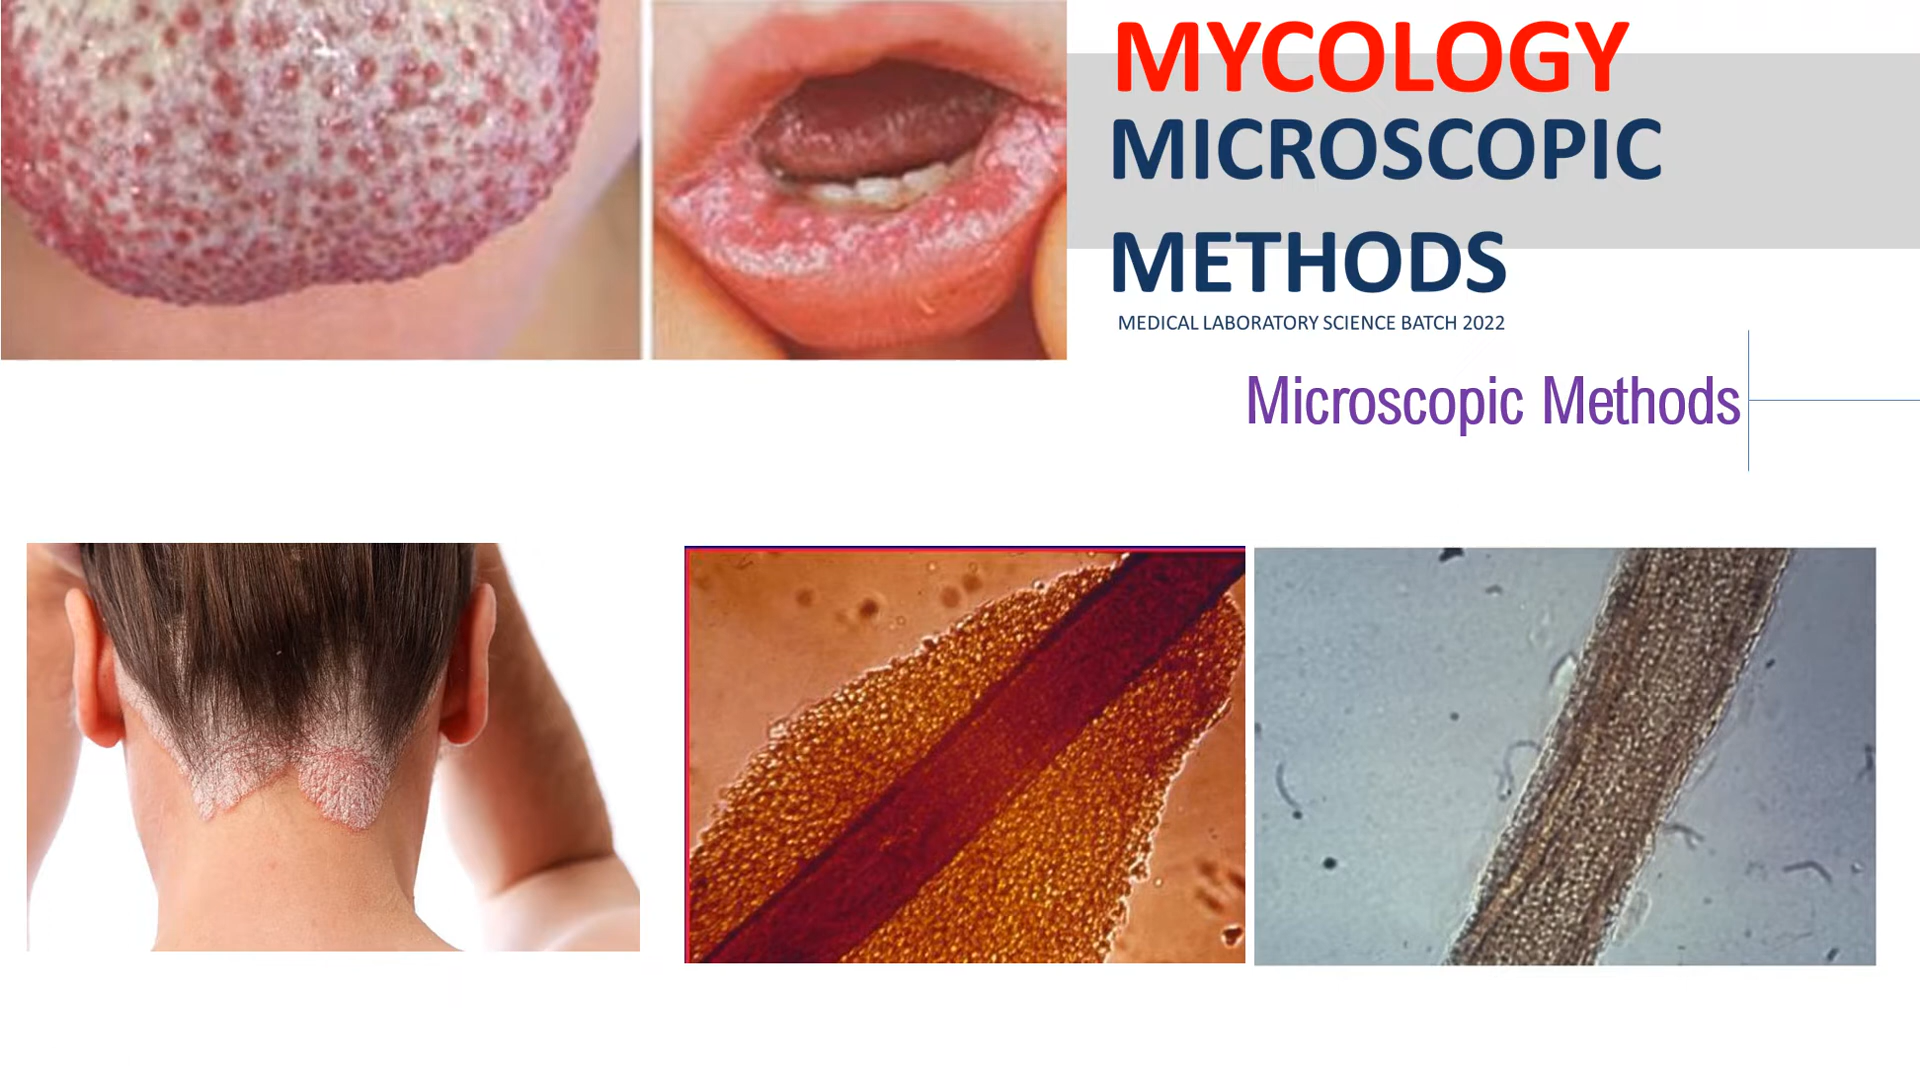 MYCOLOGY
MICROSCOPIC
METHODS
MEDICAL LABORATORY SCIENCE BATCH 2022
Microscopic Methods